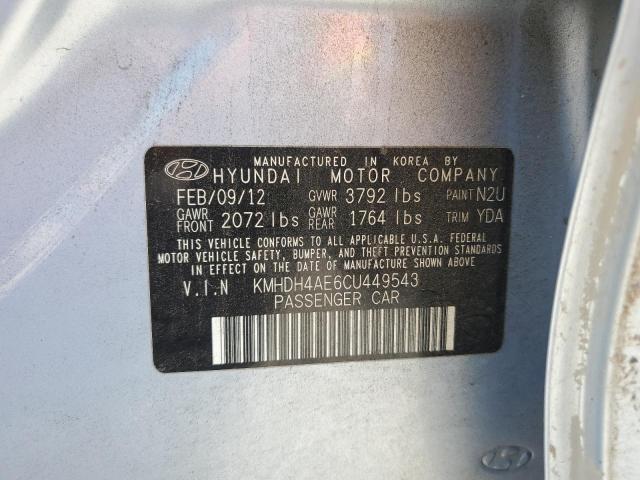 MANUFACTURED IN KOREA BY
HYUNDAI MOTOR COMPANY
FEB/09/12 GVWR 3792 lbs PAINT N2U
GAWR FRONT 2072 lbs GAWR REAR 1764 lbs TRIM YDA
THIS VEHICLE CONFORMS TO ALL APPLICABLE U.S.A. FEDERAL
MOTOR VEHICLE SAFETY, BUMPER, AND THEFT PREVENTION
STANDARDS IN EFFECT ON THE DATE OF MANUFACTURE SHOWN ABOVE.
V.I.N KMHDH4AE6CU449543
PASSENGER CAR